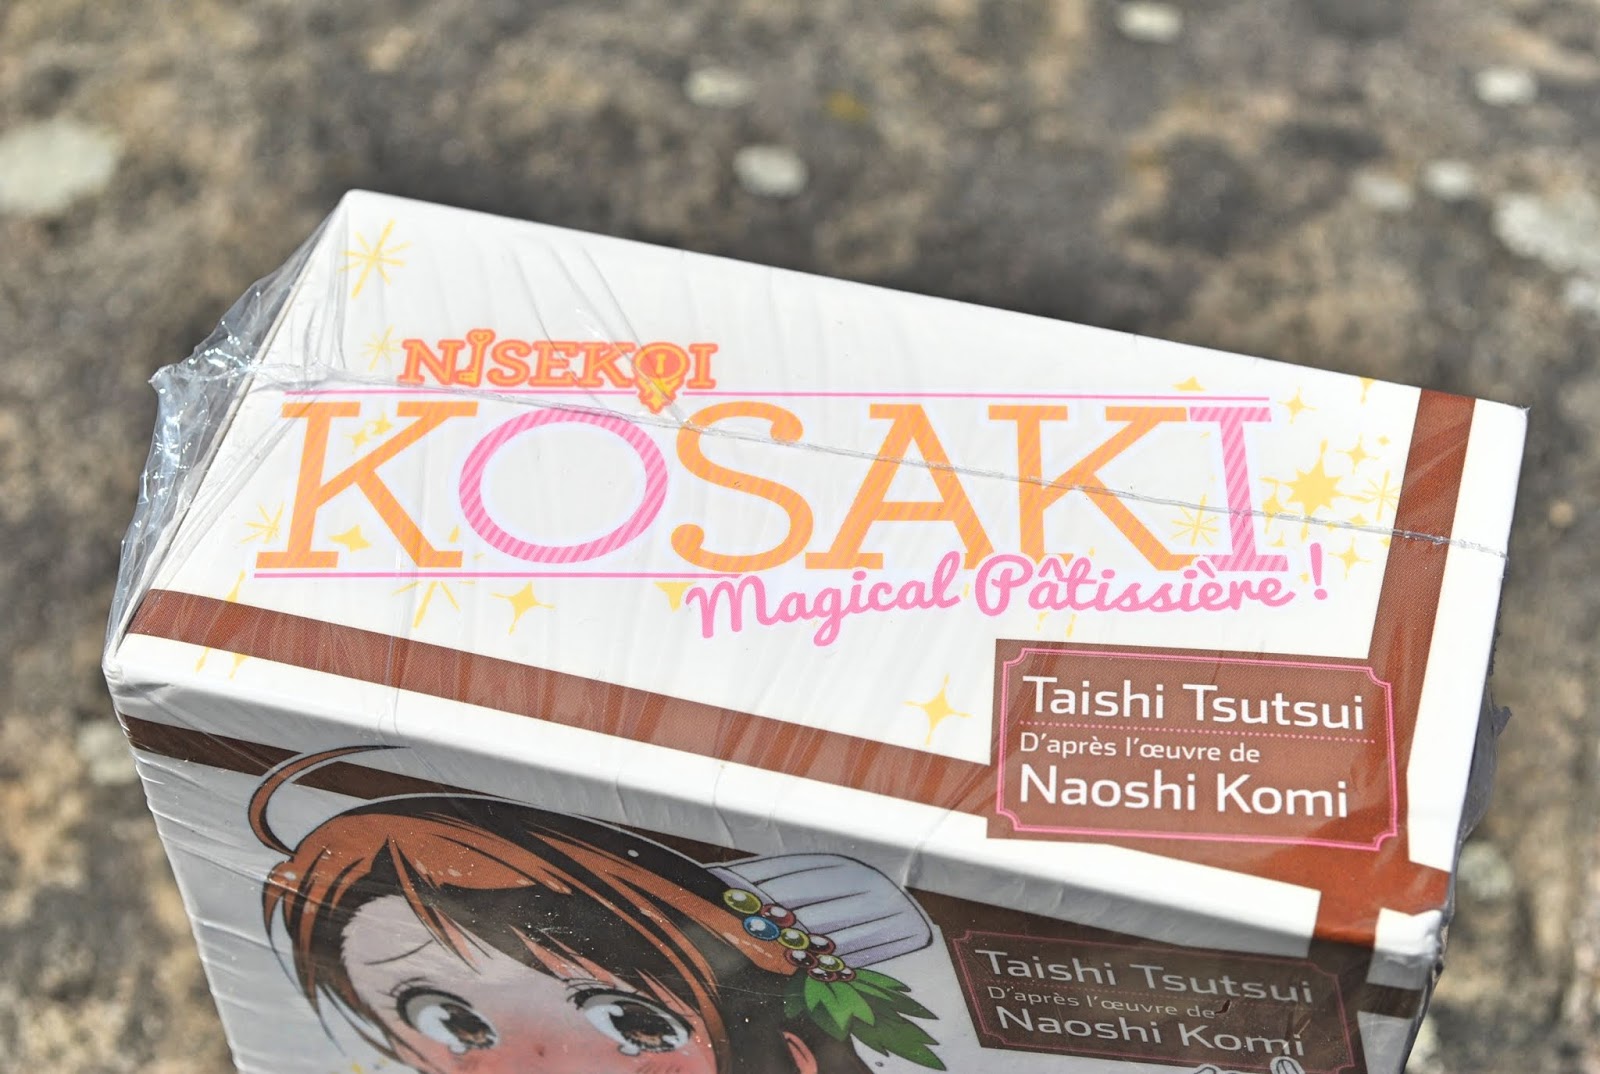 NISEKOI
KOSAKI
Magical Pâtissière !
Taishi Tsutsui
D'après l'œuvre de
Naoshi Komi
Taishi Tsutsui
D'après l'œuvre de
Naoshi Komi